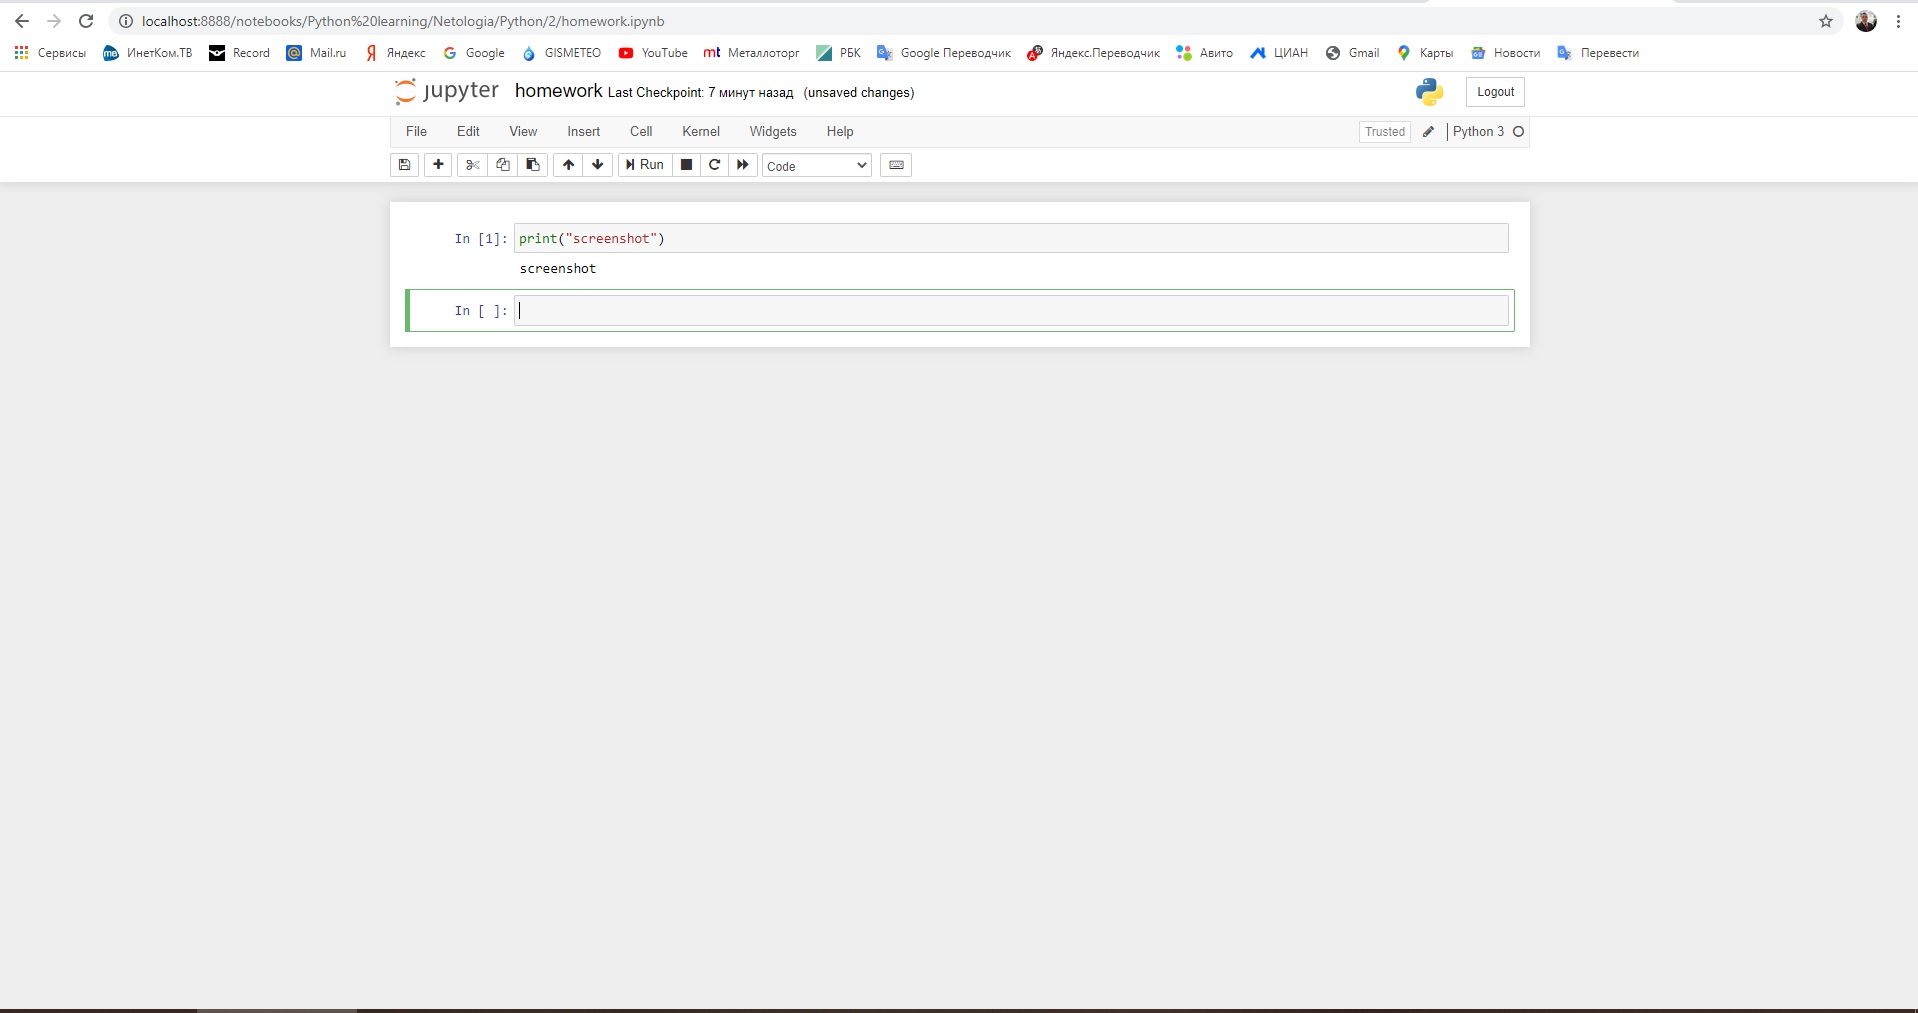 localhost:8888/notebooks/Python%20learning/Netologia/Python/2/homework.ipynb
Сервисы ИнетКом.ТВ Record Mail.ru Яндекс Google GISMETEO YouTube Металлоторг РБК Google Переводчик Яндекс.Переводчик Авито ЦИАН Gmail Карты Новости Перевести
jupyter homework Last Checkpoint: 7 минут назад (unsaved changes) Logout
File Edit View Insert Cell Kernel Widgets Help Trusted Python 3
Run Code
In [1]: print("screenshot")
screenshot
In [ ]: